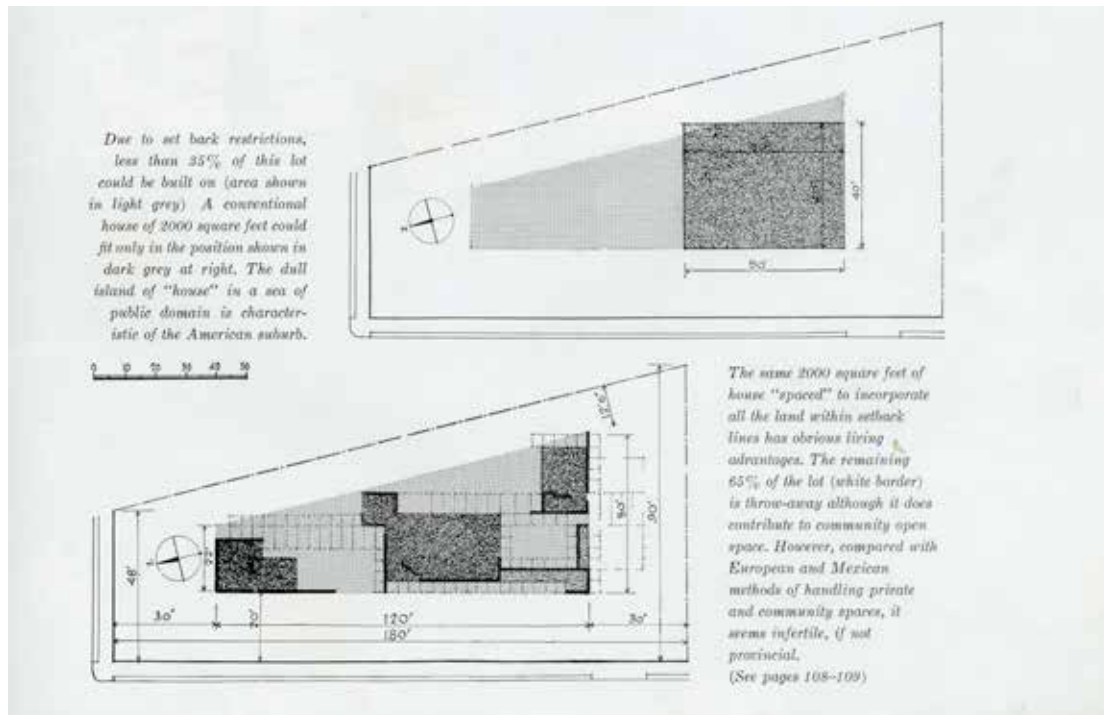 Due to set back restrictions,
less than 35% of this lot
could be built on (area shown
in light grey) A conventional
house of 2000 square feet could
fit only in the position shown in
dark grey at right. The dull
island of "house" in a sea of
public domain is character-
istic of the American suburb.
40'
50'
0 10 20 30 40 50
The same 2000 square feet of
house "spaced" to incorporate
all the land within setback
lines has obvious living
advantages. The remaining
65% of the lot (white border)
is throw-away although it does
contribute to community open
space. However, compared with
European and Mexican
methods of handling private
and community spaces, it
seems infertile, if not
provincial.
(See pages 108–109)
50'
90'
48'
22'
20'
30' 120' 30'
180'